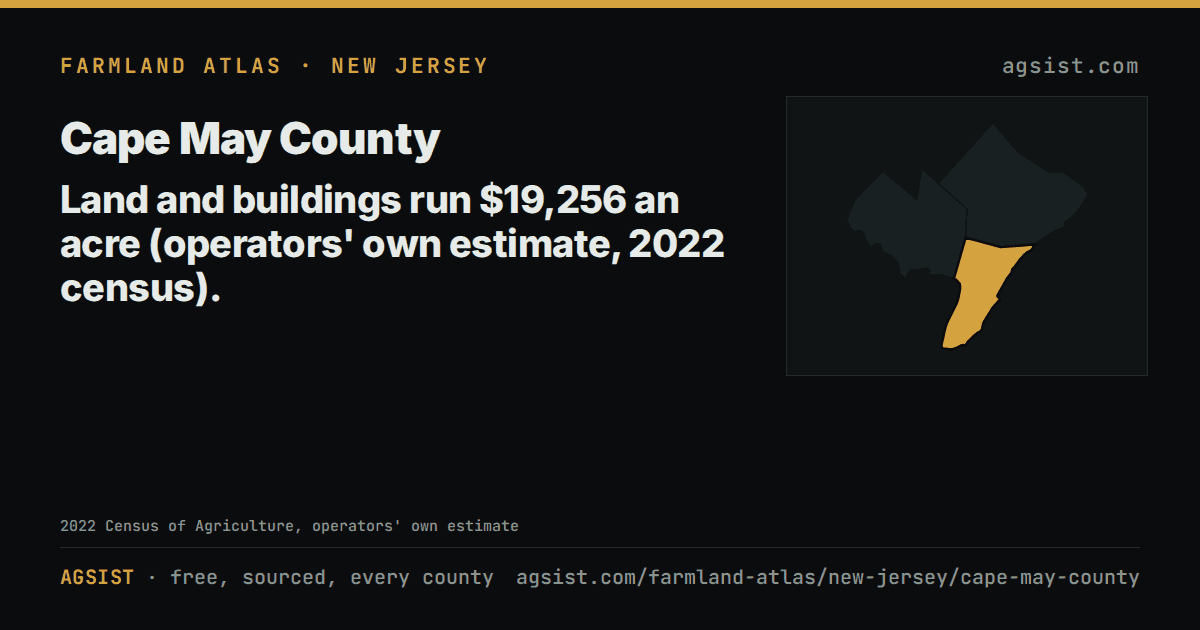 FARMLAND ATLAS · NEW JERSEY
agsist.com
Cape May County
Land and buildings run $19,256 an
acre (operators' own estimate, 2022
census).
2022 Census of Agriculture, operators' own estimate
AGSIST · free, sourced, every county
agsist.com/farmland-atlas/new-jersey/cape-may-county